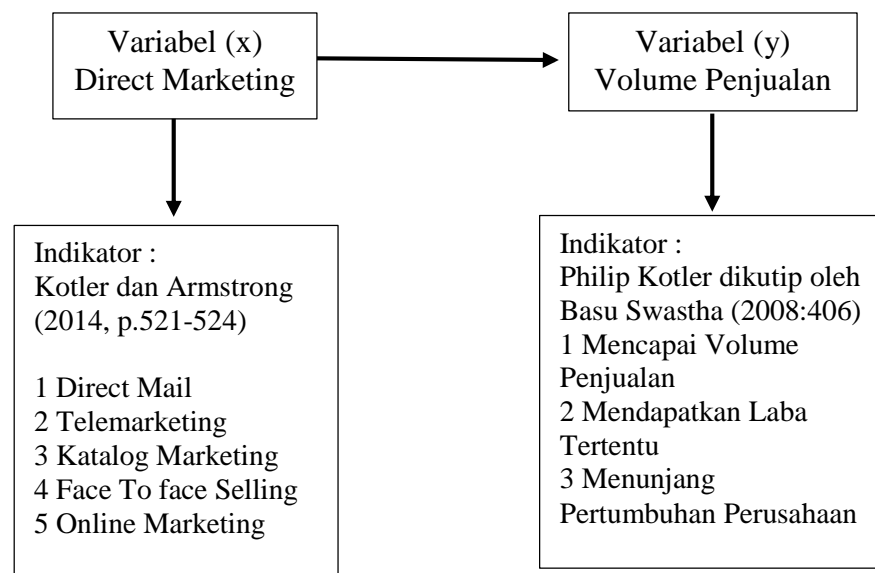 Variabel (x)
Direct Marketing
Variabel (y)
Volume Penjualan
Indikator :
Kotler dan Armstrong
(2014, p.521-524)
1 Direct Mail
2 Telemarketing
3 Katalog Marketing
4 Face To face Selling
5 Online Marketing
Indikator :
Philip Kotler dikutip oleh
Basu Swastha (2008:406)
1 Mencapai Volume
Penjualan
2 Mendapatkan Laba
Tertentu
3 Menunjang
Pertumbuhan Perusahaan